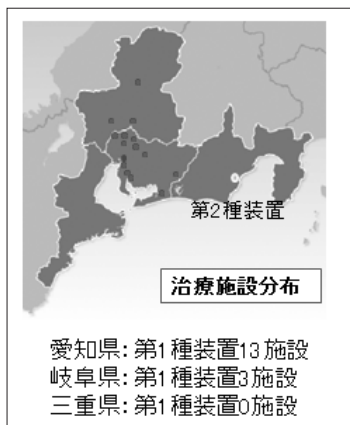 第2種装置
治療施設分布
愛知県: 第1種装置13施設
岐阜県: 第1種装置3施設
三重県: 第1種装置0施設